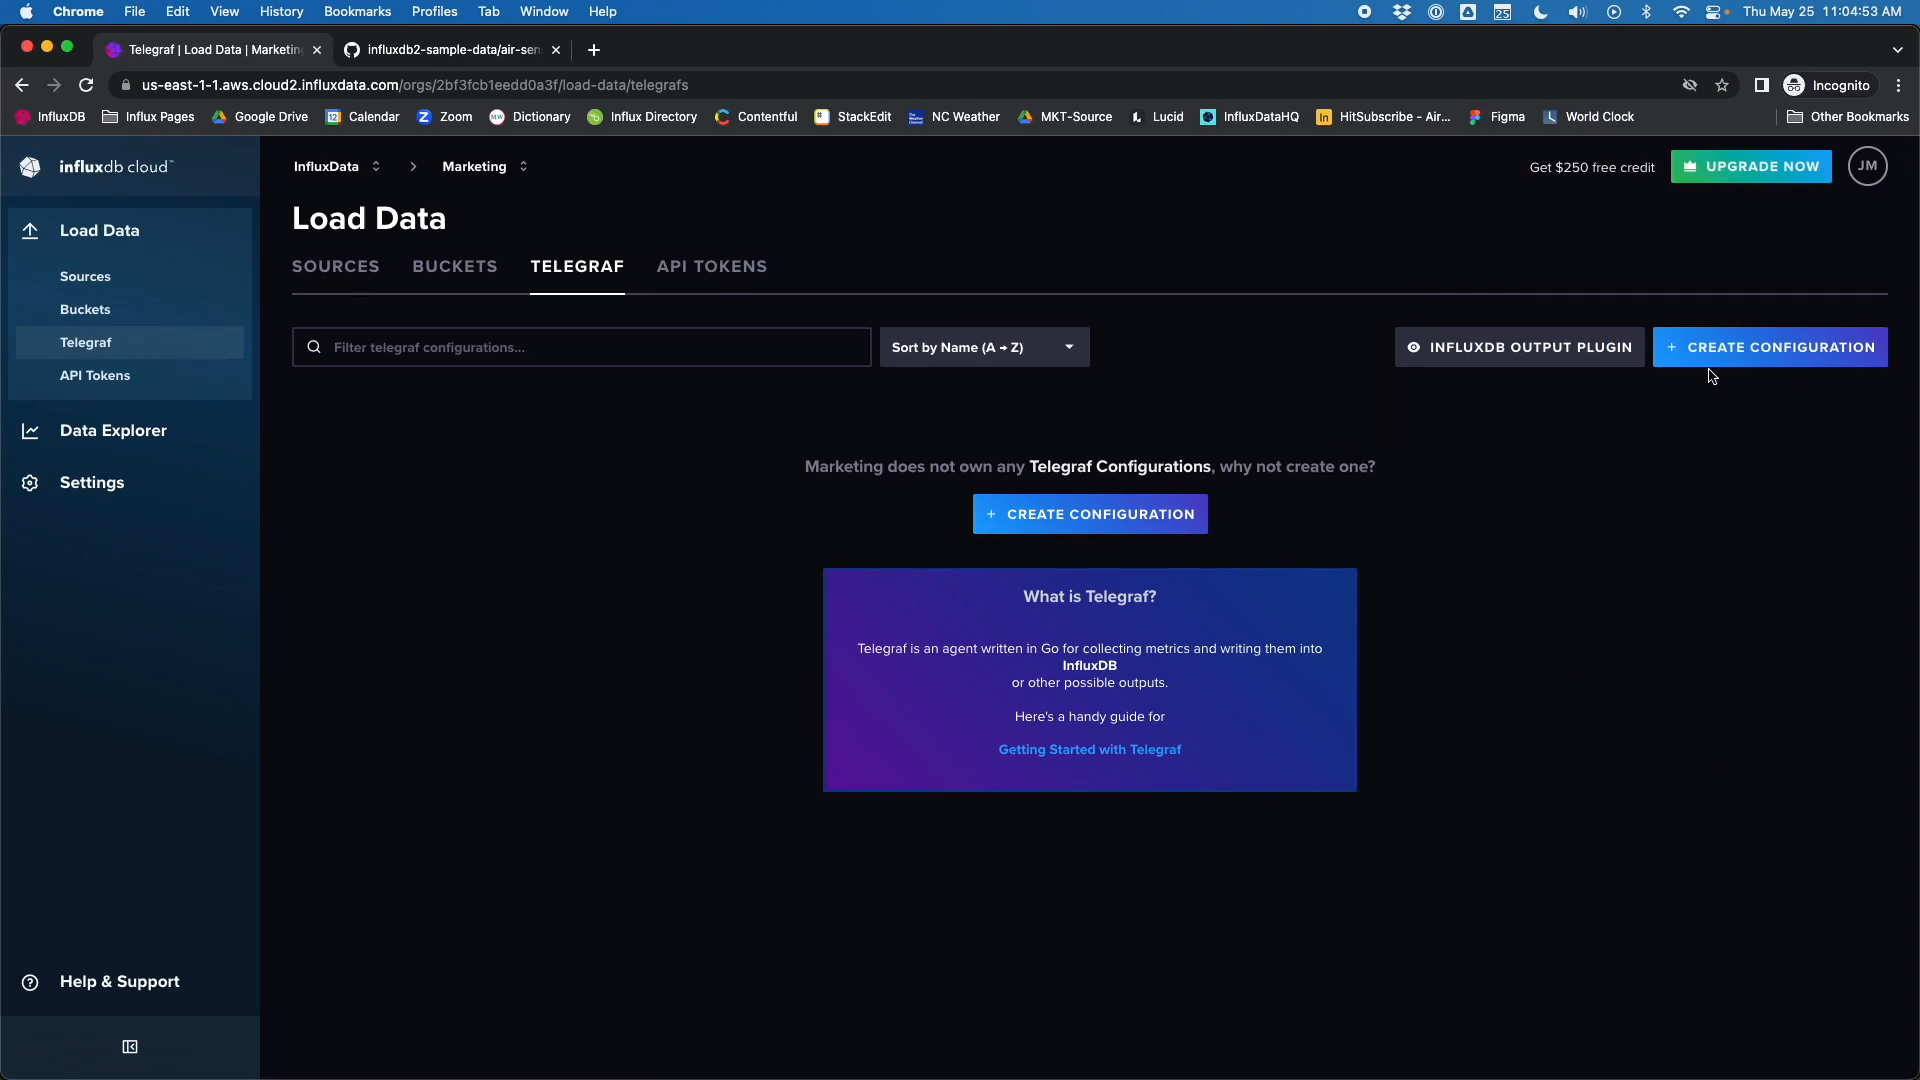 Chrome File Edit View History Bookmarks Profiles Tab Window Help 25 Thu May 25 11:04:53 AM
Telegraf | Load Data | Marketin
influxdb2-sample-data/air-sen
us-east-1-1.aws.cloud2.influxdata.com/orgs/2bf3fcb1eedd0a3f/load-data/telegrafs
Incognito
InfluxDB Influx Pages Google Drive 12 Calendar Zoom Dictionary Influx Directory Contentful StackEdit NC Weather MKT-Source Lucid InfluxDataHQ HitSubscribe - Air... Figma World Clock Other Bookmarks
influxdb cloud™
InfluxData > Marketing
Get $250 free credit
UPGRADE NOW
JM
Load Data
Sources
Buckets
Telegraf
API Tokens
Data Explorer
Settings
Help & Support
Load Data
SOURCES BUCKETS TELEGRAF API TOKENS
Filter telegraf configurations...
Sort by Name (A → Z)
INFLUXDB OUTPUT PLUGIN
+ CREATE CONFIGURATION
Marketing does not own any Telegraf Configurations, why not create one?
+ CREATE CONFIGURATION
What is Telegraf?
Telegraf is an agent written in Go for collecting metrics and writing them into
InfluxDB
or other possible outputs.
Here's a handy guide for
Getting Started with Telegraf